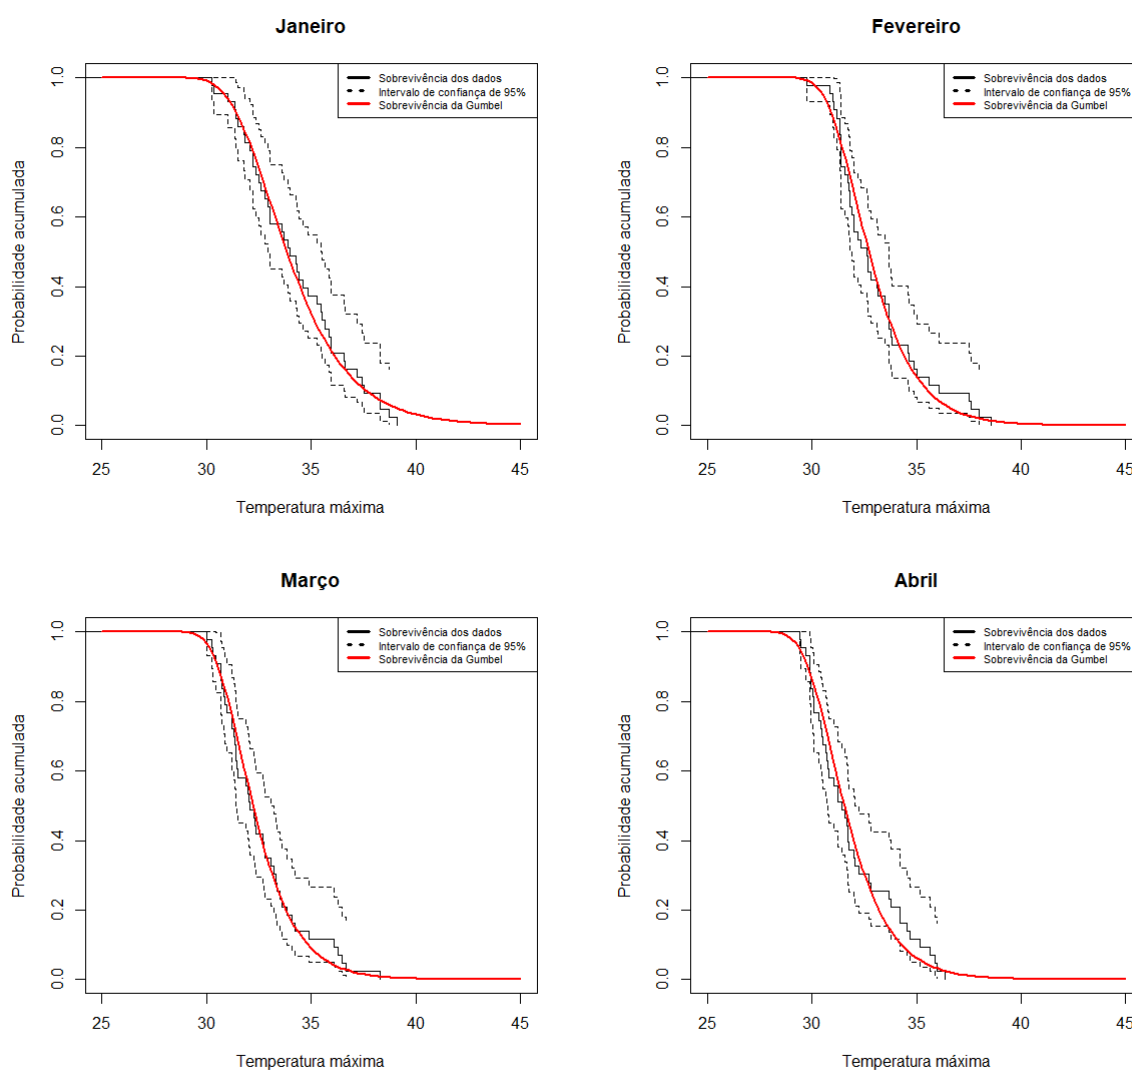 Janeiro
Probabilidade acumulada
1.0
0.8
0.6
0.4
0.2
0.0
Sobrevivência dos dados
Intervalo de confiança de 95%
Sobrevivência da Gumbel
25 30 35 40 45
Temperatura máxima
Fevereiro
Probabilidade acumulada
1.0
0.8
0.6
0.4
0.2
0.0
Sobrevivência dos dados
Intervalo de confiança de 95%
Sobrevivência da Gumbel
25 30 35 40 45
Temperatura máxima
Março
Probabilidade acumulada
1.0
0.8
0.6
0.4
0.2
0.0
Sobrevivência dos dados
Intervalo de confiança de 95%
Sobrevivência da Gumbel
25 30 35 40 45
Temperatura máxima
Abril
Probabilidade acumulada
1.0
0.8
0.6
0.4
0.2
0.0
Sobrevivência dos dados
Intervalo de confiança de 95%
Sobrevivência da Gumbel
25 30 35 40 45
Temperatura máxima